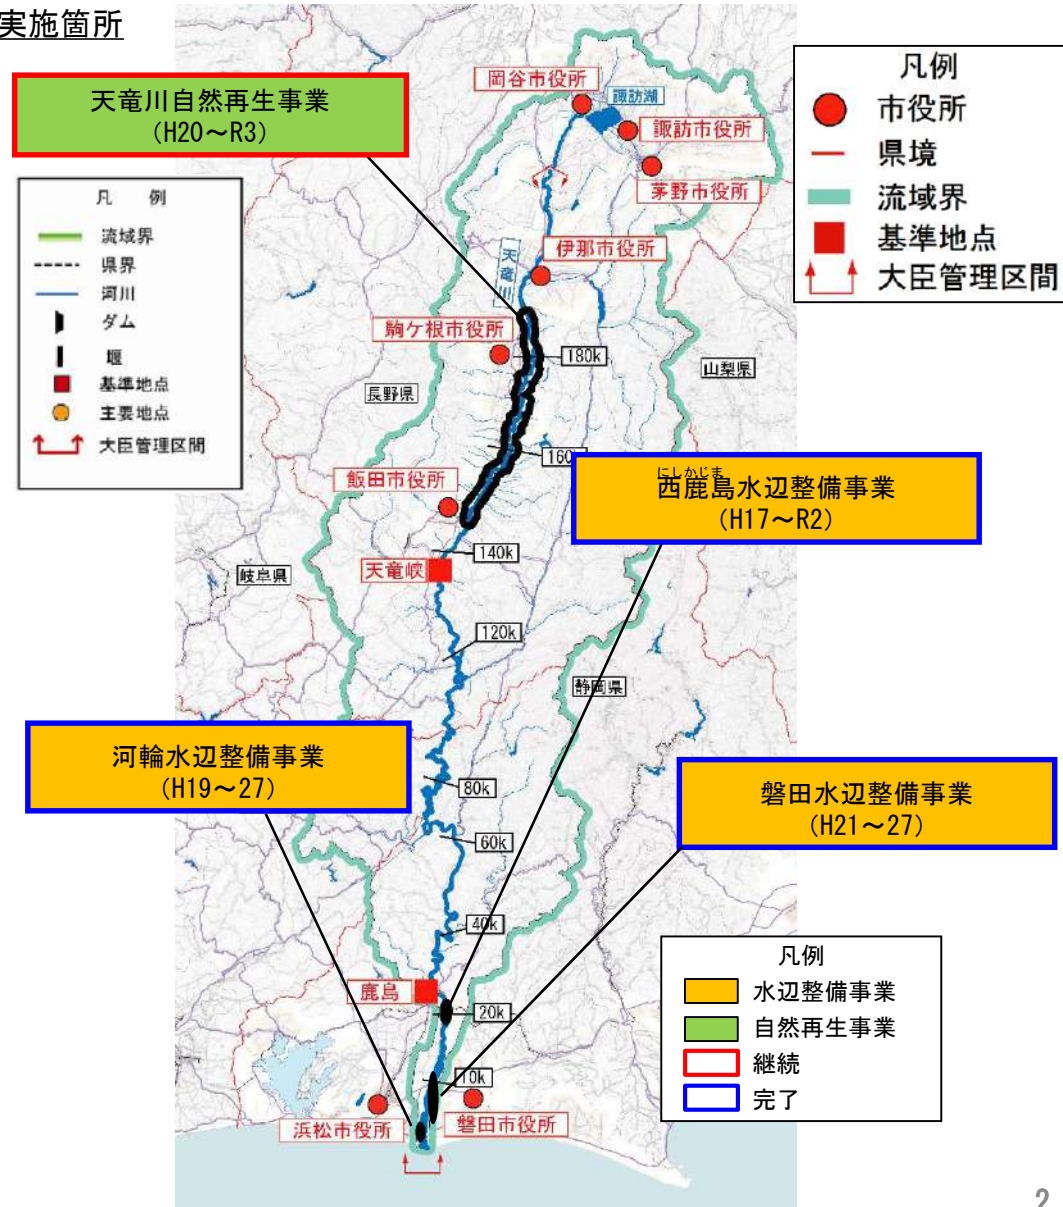 実施箇所
天竜川自然再生事業
(H20～R3)
凡 例
流域界
県界
河川
ダム
堰
基準地点
主要地点
大臣管理区間
凡例
市役所
県境
流域界
基準地点
大臣管理区間
岡谷市役所
諏訪湖
諏訪市役所
茅野市役所
伊那市役所
天竜川
駒ケ根市役所
180k
山梨県
長野県
160k
飯田市役所
にしかじま
西鹿島水辺整備事業
(H17～R2)
140k
天竜峡
岐阜県
120k
静岡県
河輪水辺整備事業
(H19～27)
80k
磐田水辺整備事業
(H21～27)
60k
40k
鹿島
20k
10k
浜松市役所
磐田市役所
凡例
水辺整備事業
自然再生事業
継続
完了
2